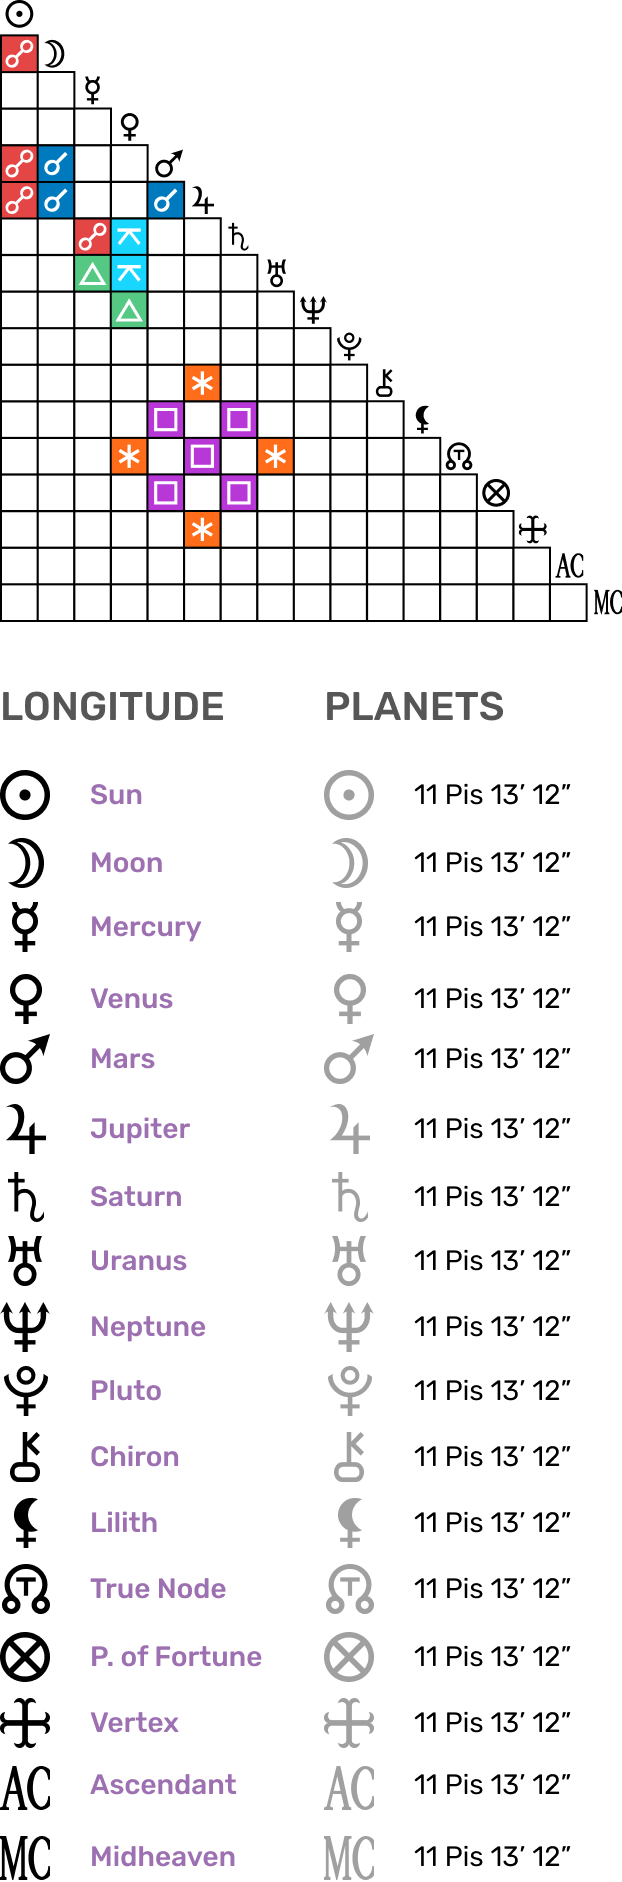 AC
MC
LONGITUDE PLANETS
Sun 11 Pis 13’ 12”
Moon 11 Pis 13’ 12”
Mercury 11 Pis 13’ 12”
Venus 11 Pis 13’ 12”
Mars 11 Pis 13’ 12”
Jupiter 11 Pis 13’ 12”
Saturn 11 Pis 13’ 12”
Uranus 11 Pis 13’ 12”
Neptune 11 Pis 13’ 12”
Pluto 11 Pis 13’ 12”
Chiron 11 Pis 13’ 12”
Lilith 11 Pis 13’ 12”
True Node 11 Pis 13’ 12”
P. of Fortune 11 Pis 13’ 12”
Vertex 11 Pis 13’ 12”
AC Ascendant AC 11 Pis 13’ 12”
MC Midheaven MC 11 Pis 13’ 12”